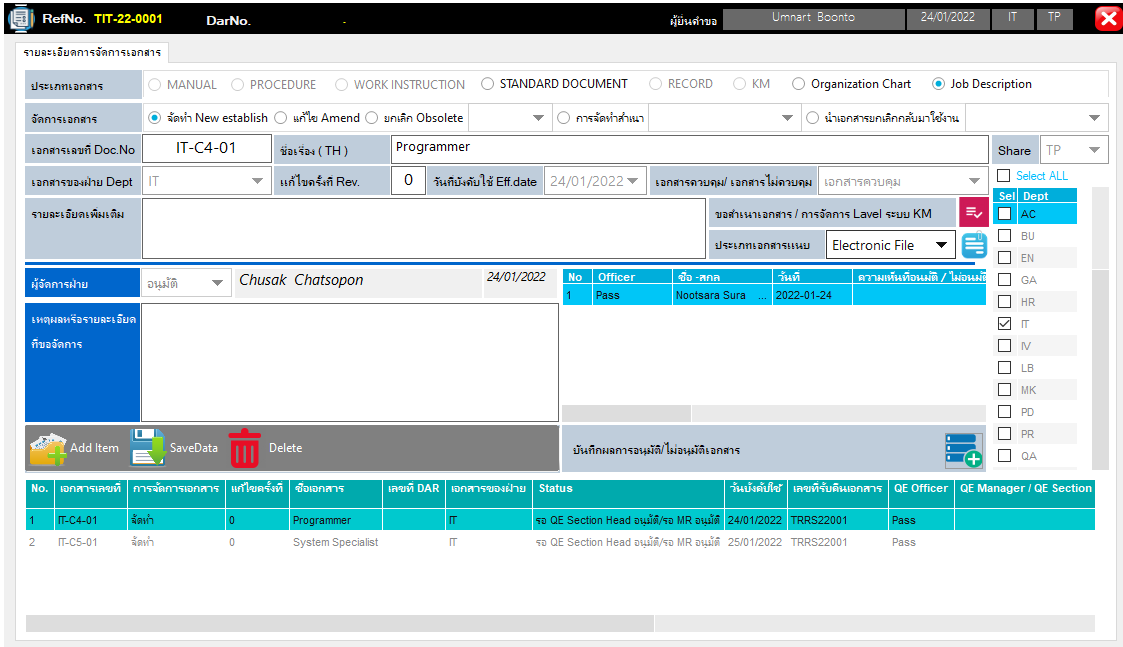 RefNo. TIT-22-0001 DarNo. - ผู้ยื่นคำขอ Umnart Boonto 24/01/2022 IT TP
รายละเอียดการจัดการเอกสาร
ประเภทเอกสาร MANUAL PROCEDURE WORK INSTRUCTION STANDARD DOCUMENT RECORD KM Organization Chart Job Description
จัดการเอกสาร จัดทำ New establish แก้ไข Amend ยกเลิก Obsolete การจัดทำสำเนา นำเอกสารยกเลิกกลับมาใช้งาน
เอกสารเลขที่ Doc.No IT-C4-01 ชื่อเรื่อง ( TH ) Programmer Share TP
เอกสารของฝ่าย Dept IT แก้ไขครั้งที่ Rev. 0 วันที่บังคับใช้ Eff.date 24/01/2022 เอกสารควบคุม/ เอกสารไม่ควบคุม เอกสารควบคุม Select ALL
รายละเอียดเพิ่มเติม ขอสำเนาเอกสาร / การจัดการ Lavel ระบบ KM Sel Dept
AC
ประเภทเอกสารแนบ Electronic File BU
EN
ผู้จัดการฝ่าย อนุมัติ Chusak Chatsopon 24/01/2022 No Officer ชื่อ -สกล วันที่ ความเห็นที่อนุมัติ / ไม่อนุมัติ GA
1 Pass Nootsara Sura ... 2022-01-24 HR
เหตุผลหรือรายละเอียด IT
ที่ขอจัดการ IV
LB
MK
PD
PR
Add Item SaveData Delete บันทึกผลการอนุมัติ/ไม่อนุมัติเอกสาร QA
No. เอกสารเลขที่ การจัดการเอกสาร แก้ไขครั้งที่ ชื่อเอกสาร เลขที่ DAR เอกสารของฝ่าย Status วันบังคับใช้ เลขที่รับคืนเอกสาร QE Officer QE Manager / QE Section
1 IT-C4-01 จัดทำ 0 Programmer IT รอ QE Section Head อนุมัติ/รอ MR อนุมัติ 24/01/2022 TRRS22001 Pass
2 IT-C5-01 จัดทำ 0 System Specialist IT รอ QE Section Head อนุมัติ/รอ MR อนุมัติ 25/01/2022 TRRS22001 Pass